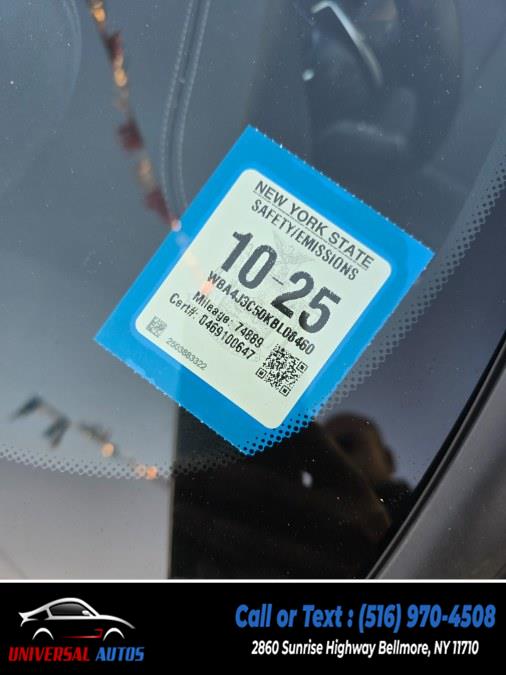 NEW YORK STATE
SAFETY/EMISSIONS
10-25
WBA4J3C50KBL08460
Mileage: 74889
Cert#: 0469100647
2503883322
UNIVERSAL AUTOS
Call or Text : (516) 970-4508
2860 Sunrise Highway Bellmore, NY 11710